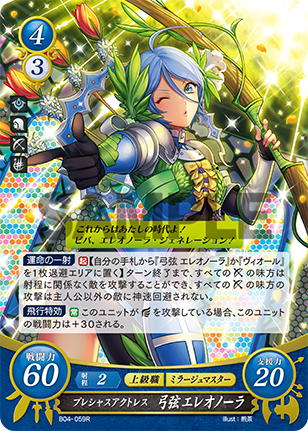 4
3
これからはあたしの時代よ!
ビバ、エレオノーラ・ジェネレーション!
運命の一射 起 【自分の手札から「弓弦 エレオノーラ」か「ヴィオール」
を1枚退避エリアに置く】ターン終了まで、すべての の味方は
射程に関係なく敵を攻撃することができ、すべての の味方の
攻撃は主人公以外の敵に神速回避されない。
飛行特効 常 このユニットが を攻撃している場合、このユニット
の戦闘力は+30される。
戦闘力
60
射程 2 上級職 ミラージュマスター
支援力
20
プレシャスアクトレス 弓弦エレオノーラ
B04-059R
illust:煎茶